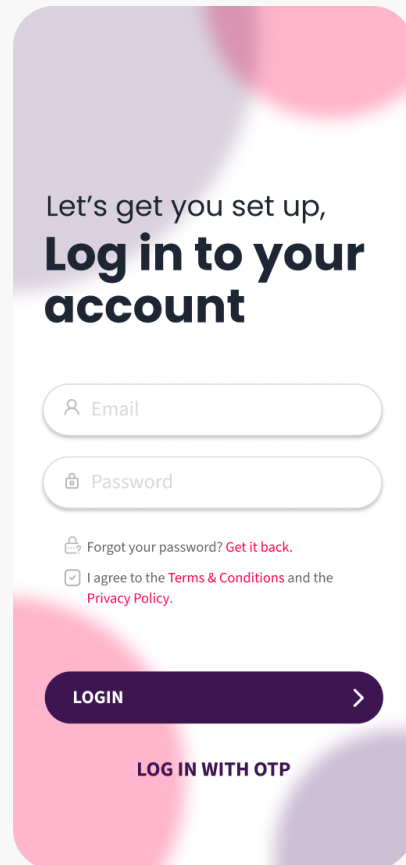 Let's get you set up,
Log in to your
account
Email
Password
Forgot your password? Get it back.
I agree to the Terms & Conditions and the
Privacy Policy.
LOGIN
LOG IN WITH OTP